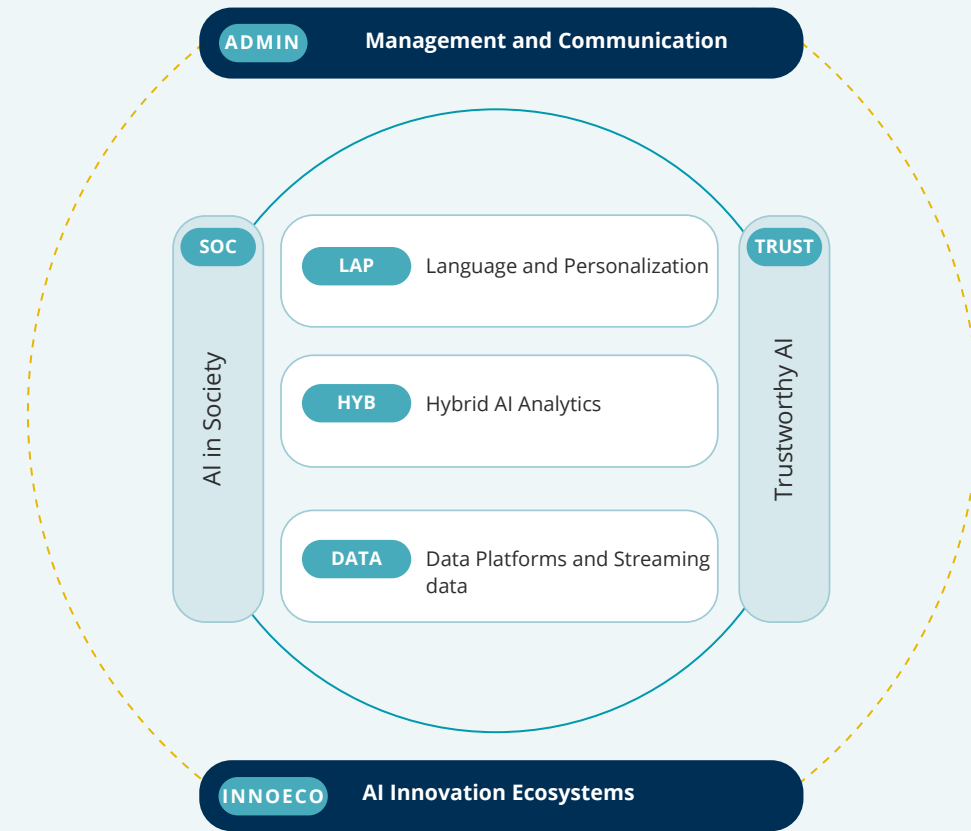 ADMIN Management and Communication
SOC
TRUST
AI in Society
LAP Language and Personalization
HYB Hybrid AI Analytics
DATA Data Platforms and Streaming
data
Trustworthy AI
INNOECO AI Innovation Ecosystems